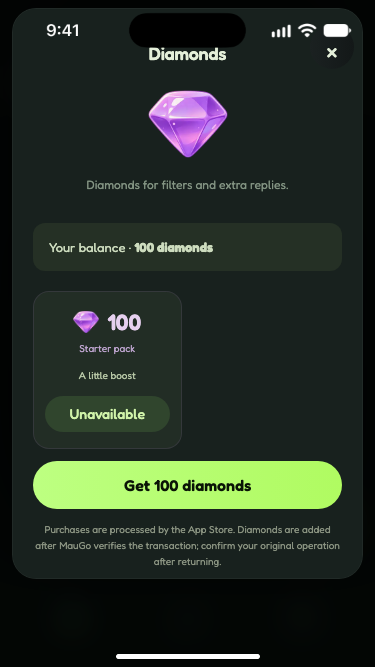 9:41
Diamonds
Diamonds for filters and extra replies.
Your balance · 100 diamonds
100
Starter pack
A little boost
Unavailable
Get 100 diamonds
Purchases are processed by the App Store. Diamonds are added
after MauGo verifies the transaction; confirm your original operation
after returning.